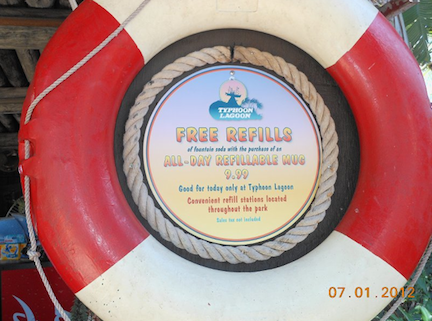 TYPHOON
LAGOON
FREE REFILLS
of fountain soda with the purchase of an
ALL-DAY REFILLABLE MUG
9.99
Good for today only at Typhoon Lagoon
Convenient refill stations located
throughout the park
Sales tax not included
07.01.2012